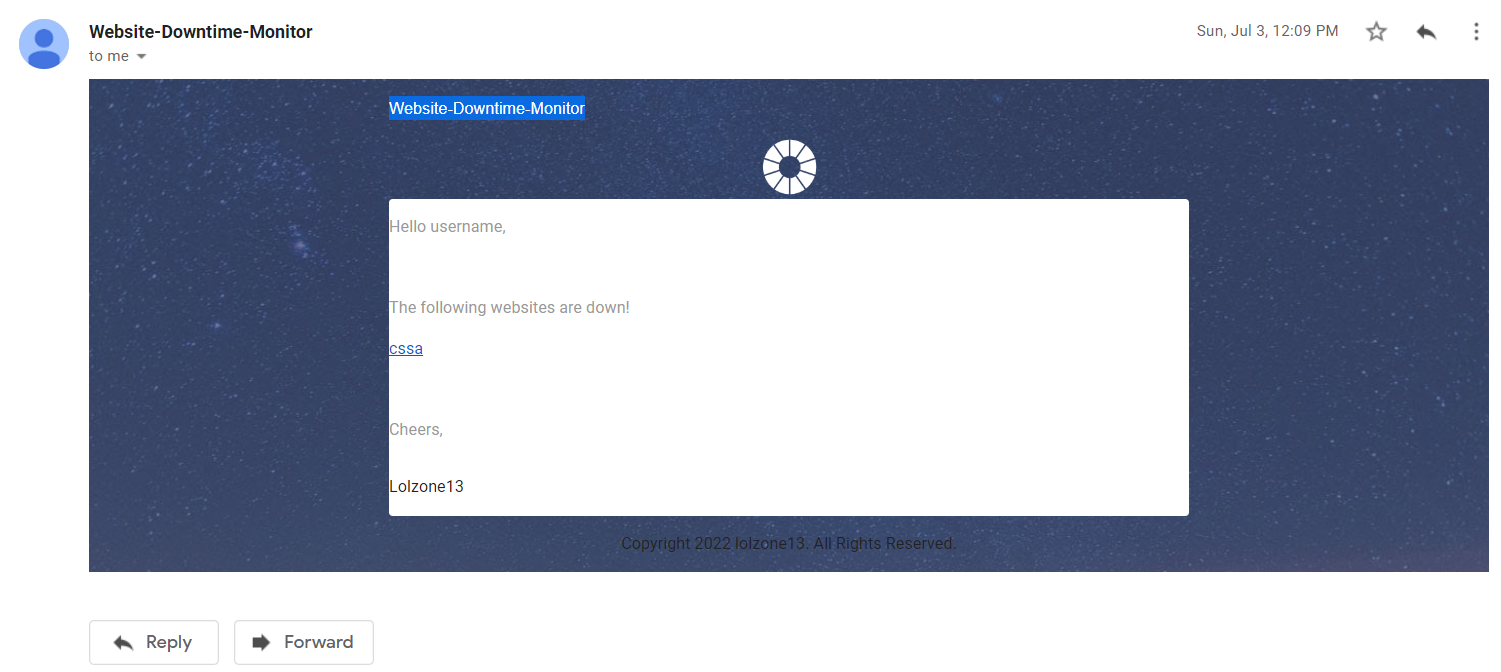 Website-Downtime-Monitor
Sun, Jul 3, 12:09 PM
to me
Website-Downtime-Monitor
Hello username,
The following websites are down!
cssa
Cheers,
Lolzone13
Copyright 2022 lolzone13. All Rights Reserved.
Reply
Forward